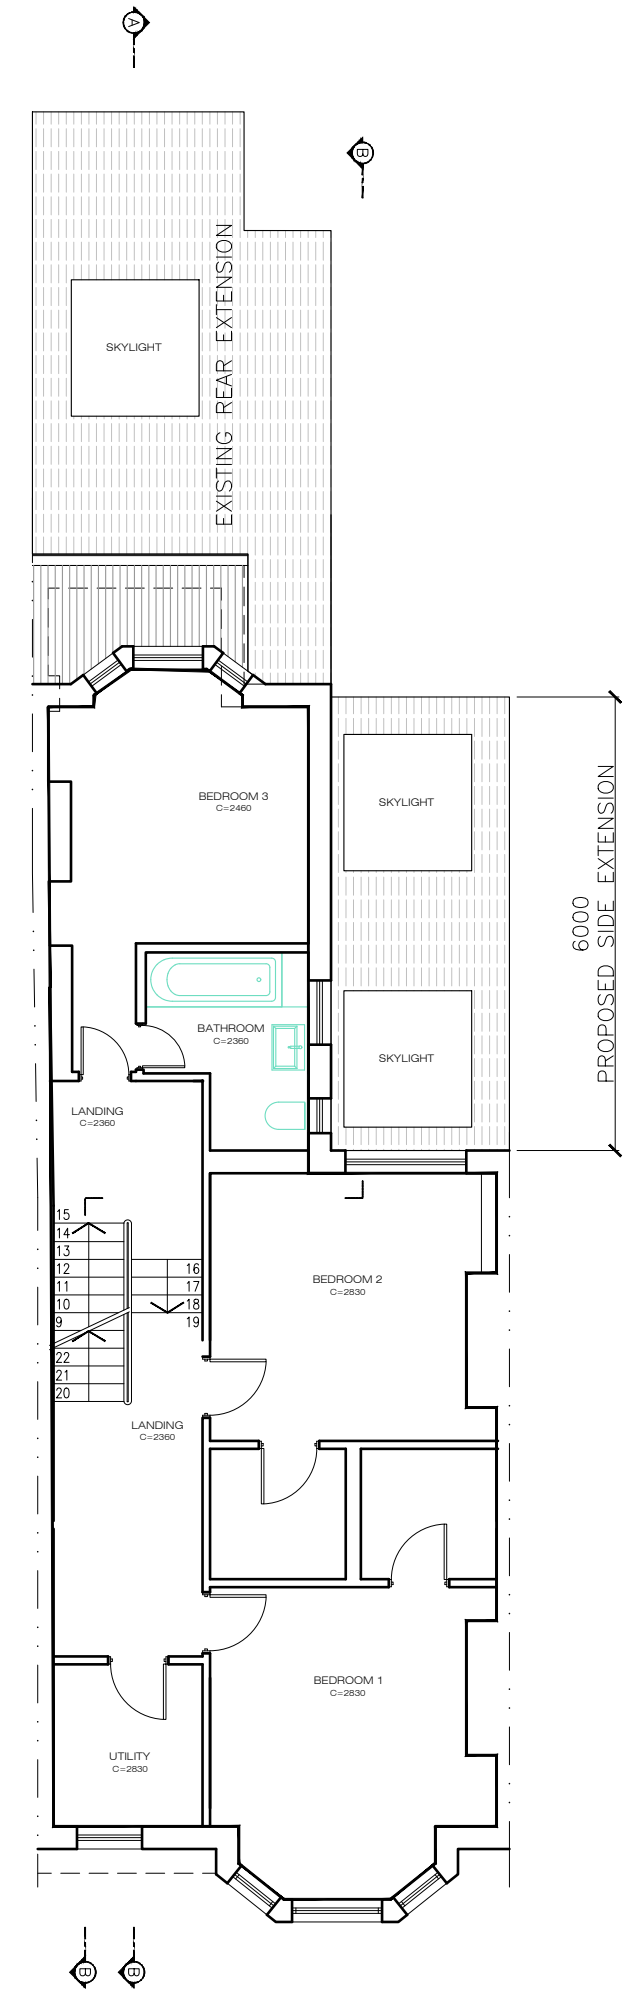 A
B
SKYLIGHT
EXISTING REAR EXTENSION
BEDROOM 3
C=2460
SKYLIGHT
6000
PROPOSED SIDE EXTENSION
BATHROOM
C=2360
SKYLIGHT
LANDING
C=2360
15
14
13
12
11
10
9
22
21
20
16
17
18
19
BEDROOM 2
C=2830
LANDING
C=2360
BEDROOM 1
C=2830
UTILITY
C=2830
B
B